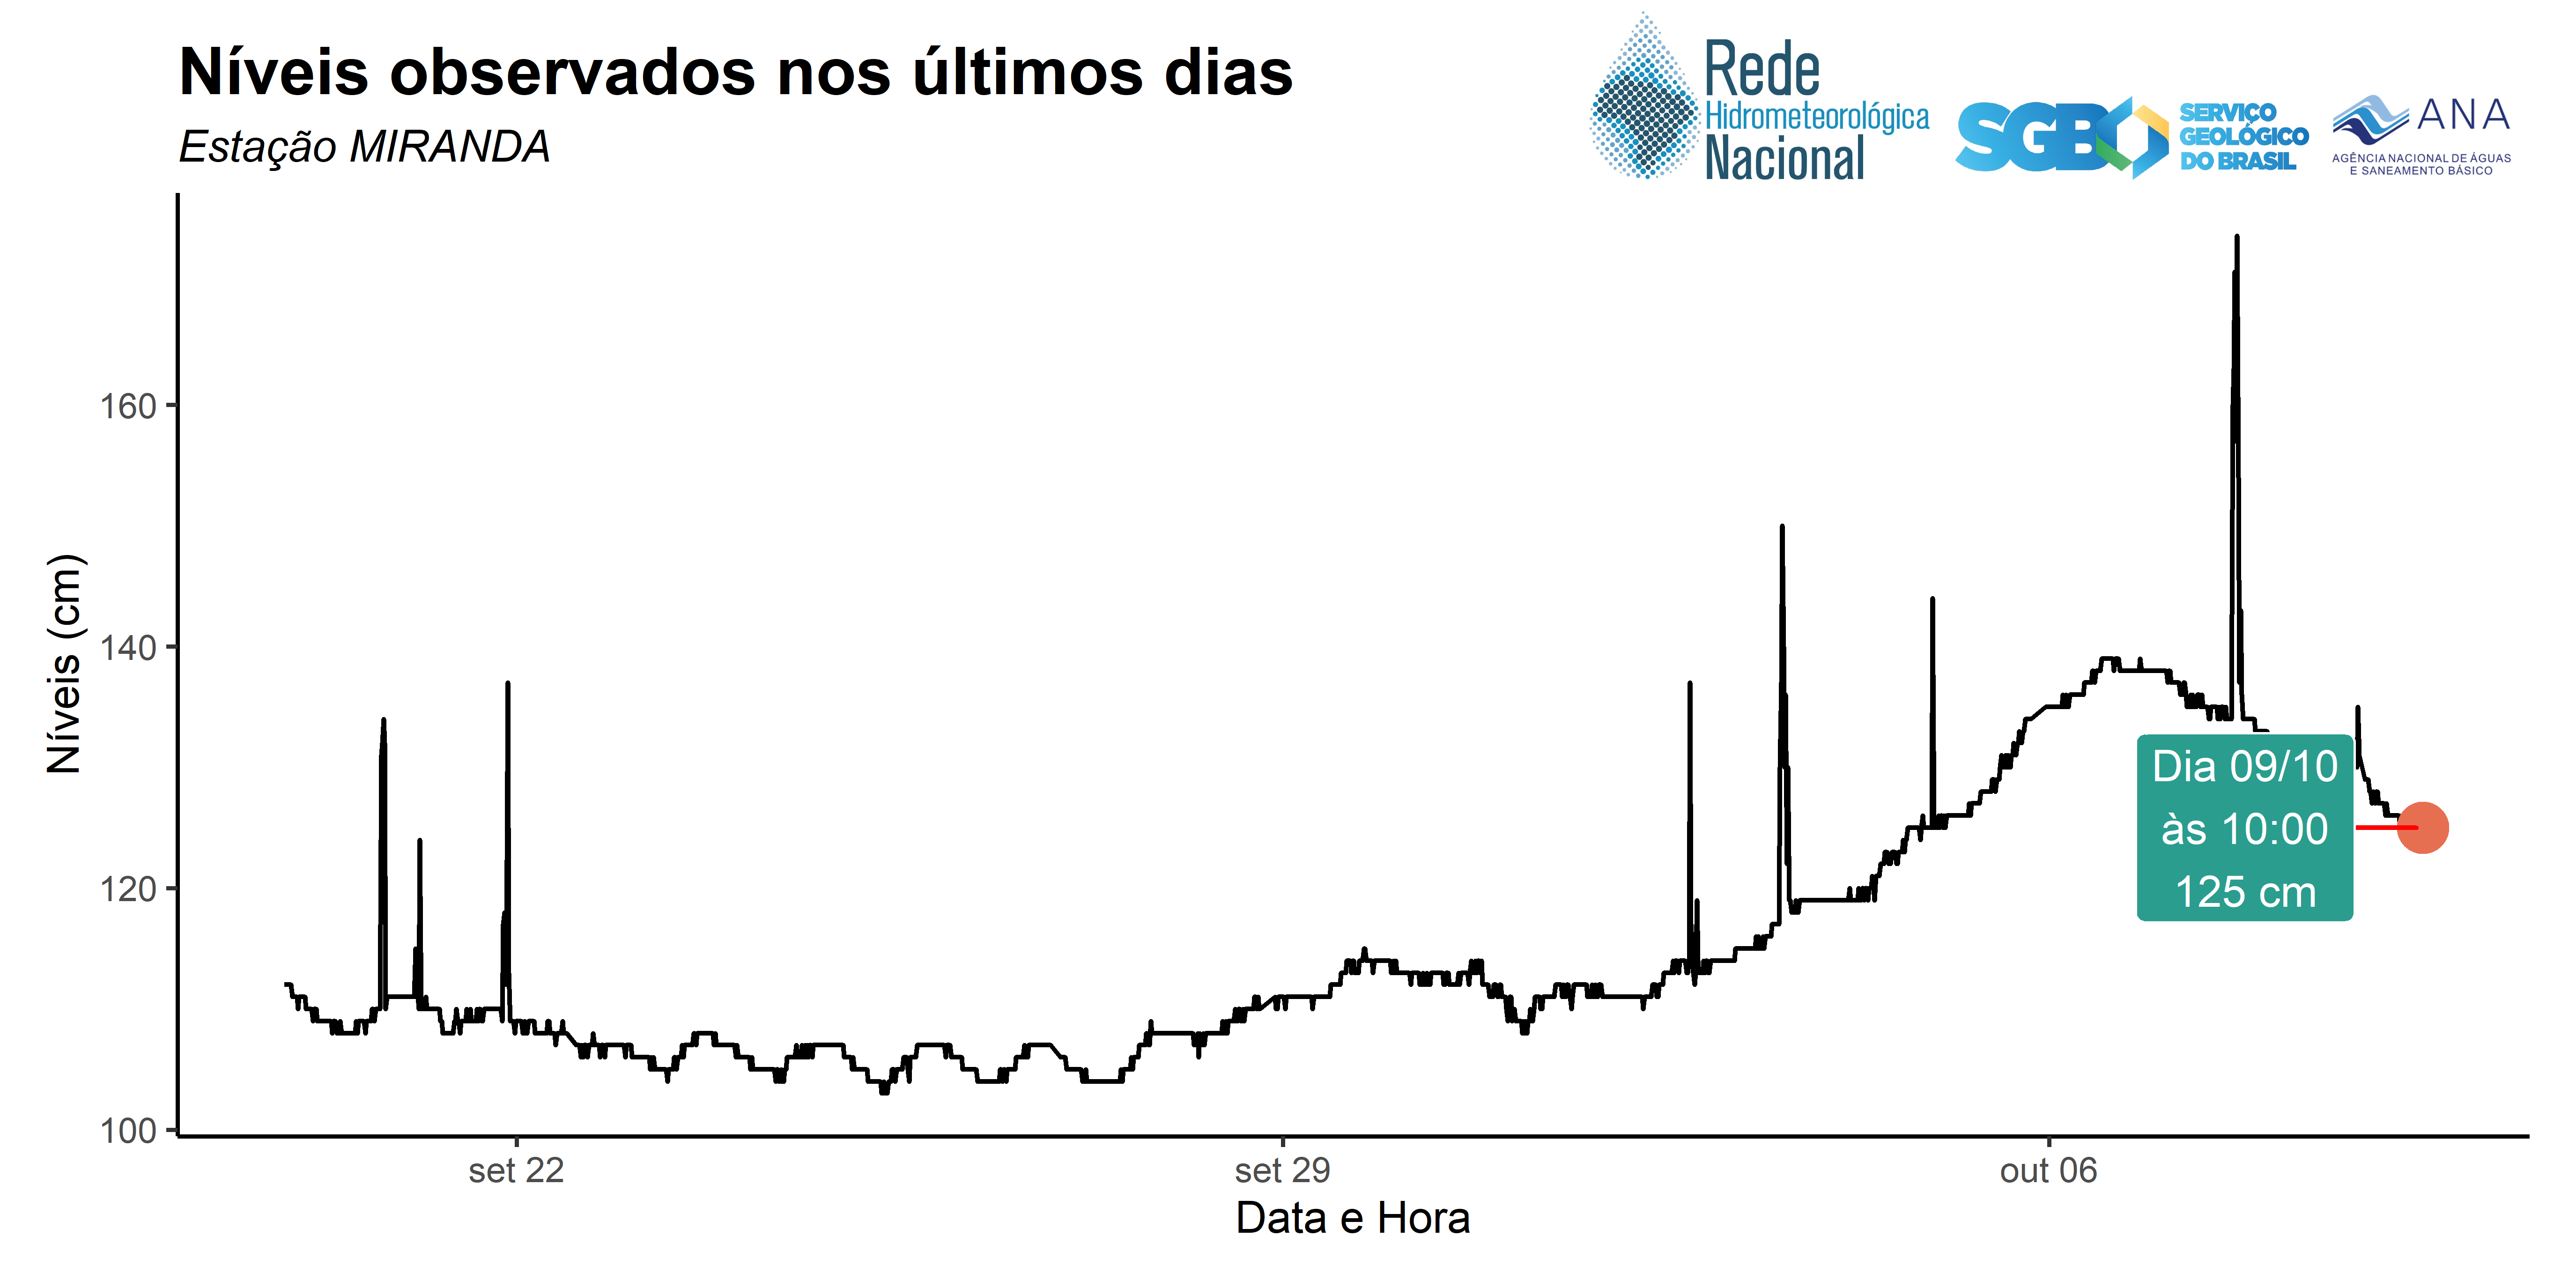 Níveis observados nos últimos dias
Estação MIRANDA
Rede
Hidrometeorológica
Nacional
SGB
SERVIÇO
GEOLÓGICO
DO BRASIL
ANA
AGÊNCIA NACIONAL DE ÁGUAS
E SANEAMENTO BÁSICO
Níveis (cm)
160
140
120
100
Dia 09/10
às 10:00
125 cm
set 22
set 29
out 06
Data e Hora